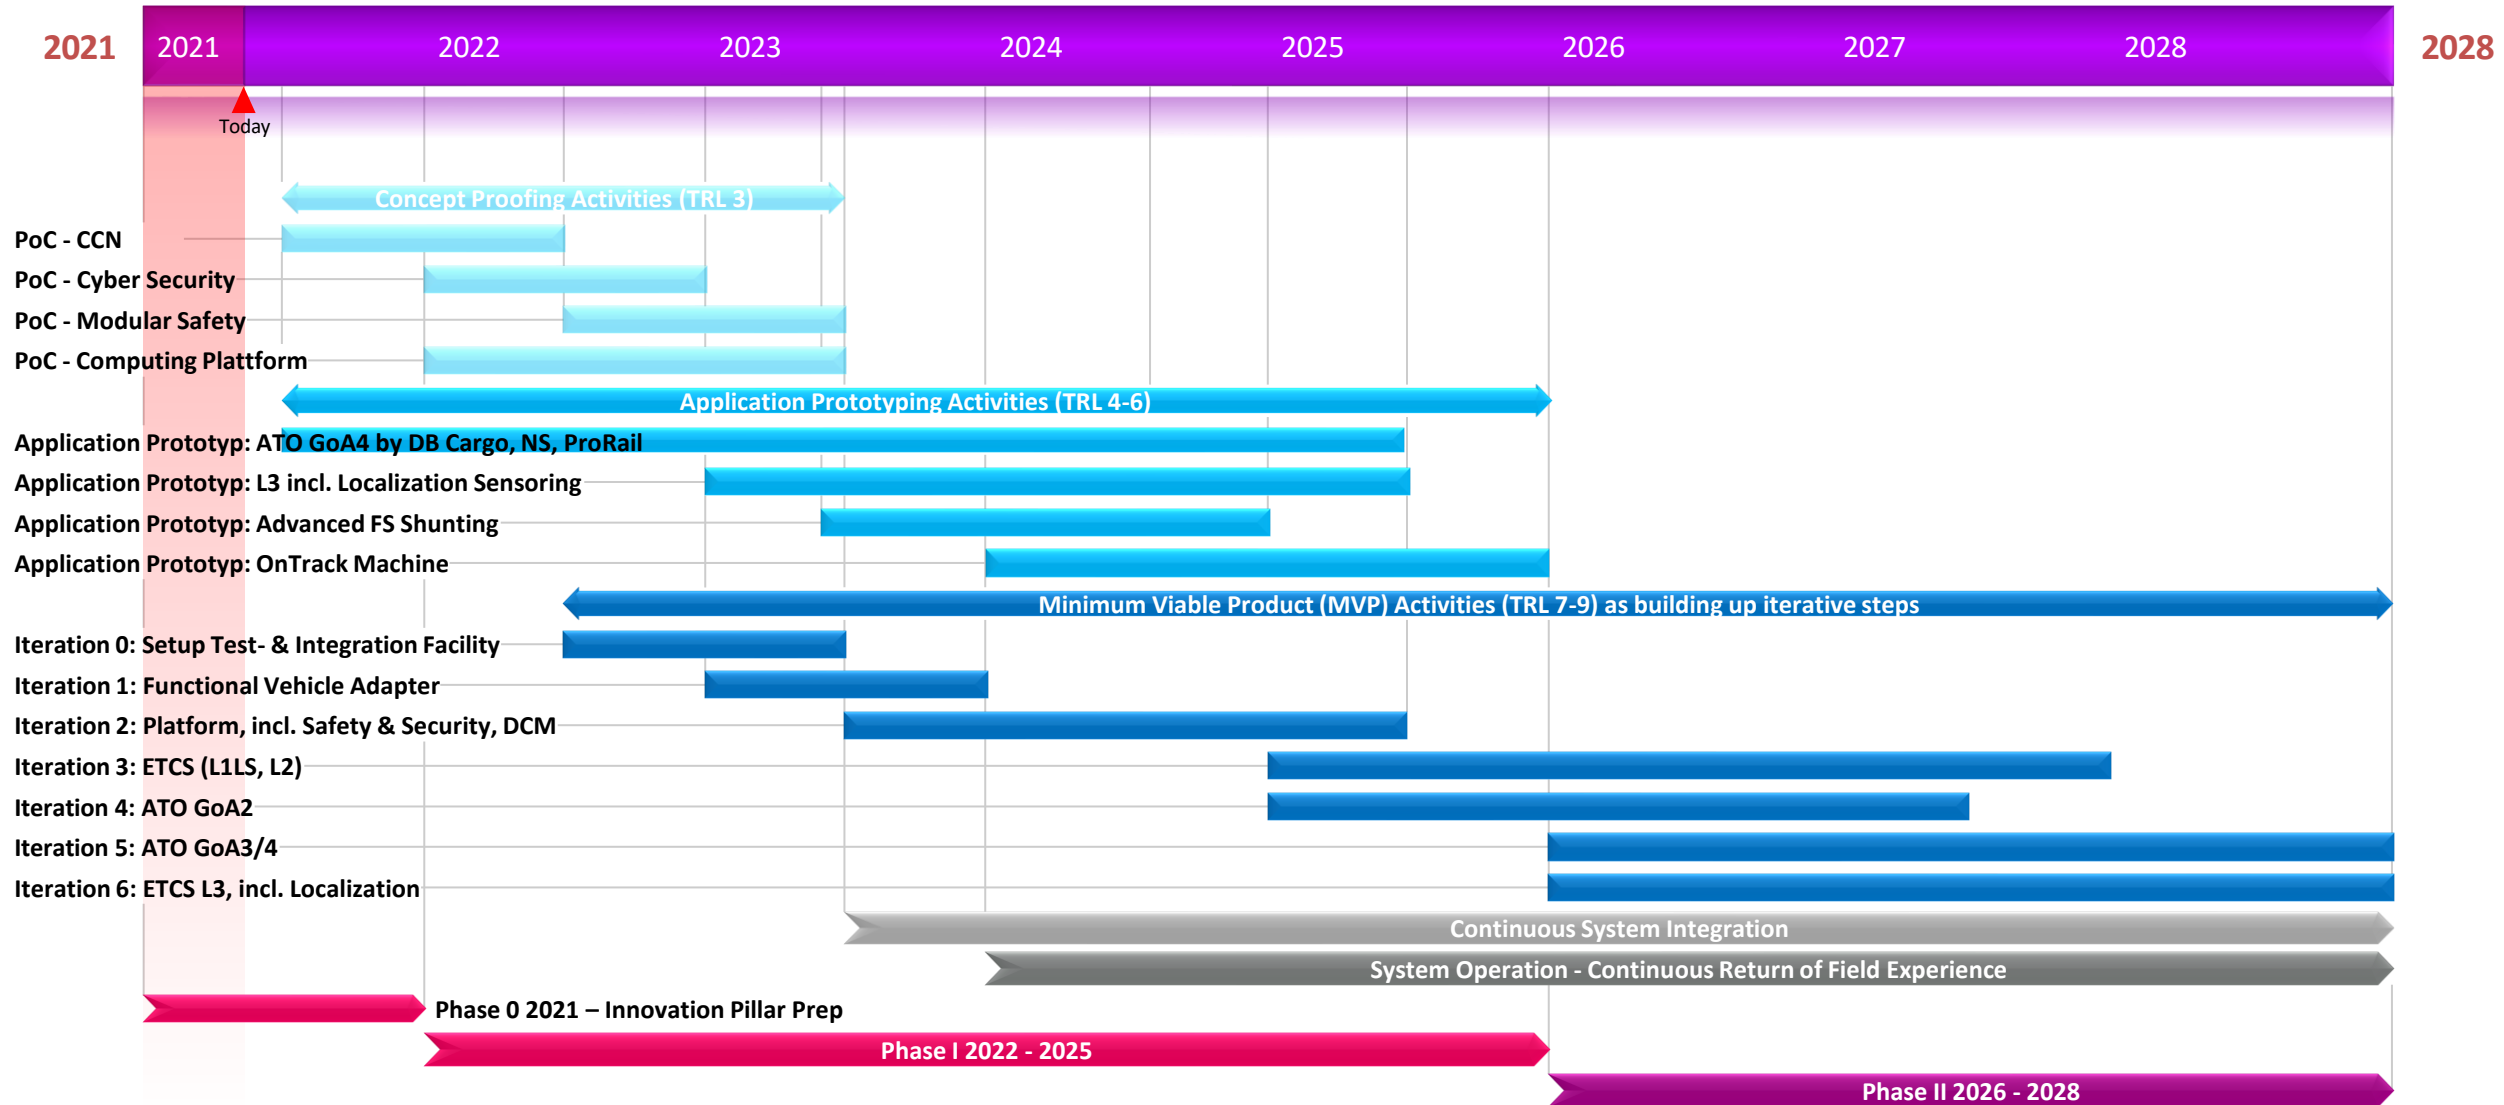 2021
2021 2022 2023 2024 2025 2026 2027 2028
2028
Today
Concept Proofing Activities (TRL 3)
PoC - CCN
PoC - Cyber Security
PoC - Modular Safety
PoC - Computing Plattform
Application Prototyping Activities (TRL 4-6)
Application Prototyp: ATO GoA4 by DB Cargo, NS, ProRail
Application Prototyp: L3 incl. Localization Sensoring
Application Prototyp: Advanced FS Shunting
Application Prototyp: OnTrack Machine
Minimum Viable Product (MVP) Activities (TRL 7-9) as building up iterative steps
Iteration 0: Setup Test- & Integration Facility
Iteration 1: Functional Vehicle Adapter
Iteration 2: Platform, incl. Safety & Security, DCM
Iteration 3: ETCS (L1LS, L2)
Iteration 4: ATO GoA2
Iteration 5: ATO GoA3/4
Iteration 6: ETCS L3, incl. Localization
Continuous System Integration
System Operation - Continuous Return of Field Experience
Phase 0 2021 – Innovation Pillar Prep
Phase I 2022 - 2025
Phase II 2026 - 2028